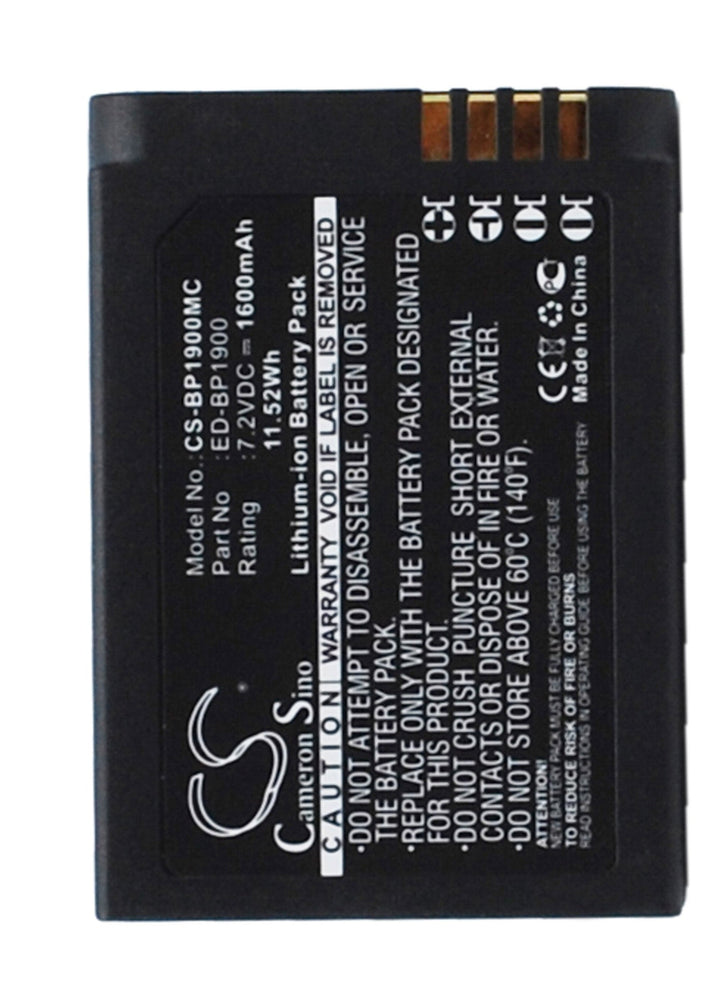 CS
Cameron Sino
Model No.: CS-BP1900MC
Part No : ED-BP1900
Rating : 7.2VDC 1600mAh
11.52Wh
Lithium-ion Battery Pack
CAUTION WARRANTY VOID IF LABEL IS REMOVED
•DO NOT ATTEMPT TO DISASSEMBLE, OPEN OR SERVICE
THE BATTERY PACK.
•REPLACE ONLY WITH THE BATTERY PACK DESIGNATED
FOR THIS PRODUCT.
•DO NOT CRUSH, PUNCTURE, SHORT EXTERNAL
CONTACTS OR DISPOSE OF IN FIRE OR WATER.
•DO NOT STORE ABOVE 60°C (140°F).
ATTENTION: NEW BATTERY PACK MUST BE FULLY CHARGED BEFORE USE
TO REDUCE RISK OF FIRE OR BURNS
READ INSTRUCTIONS IN OPERATING GUIDE BEFORE USING THE BATTERY
CE
Made In China